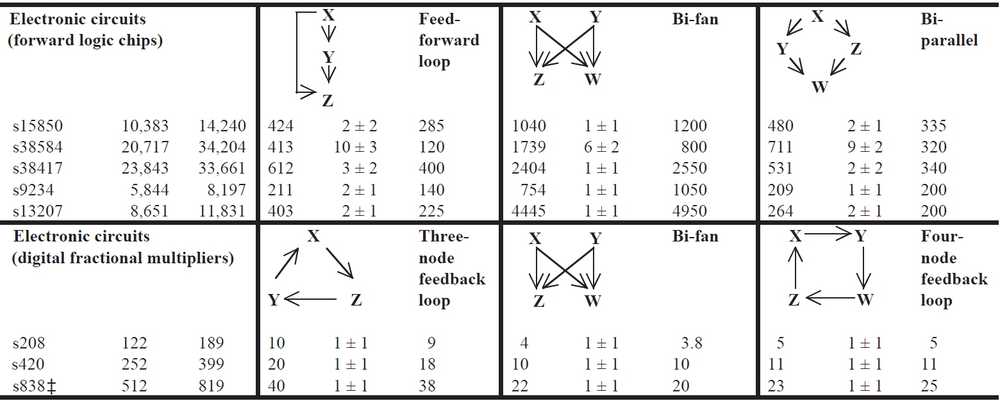 Electronic circuits X Feed- X Y Bi-fan X Bi-
(forward logic chips) Y forward Y Z parallel
loop
Z Z W W
s15850 10,383 14,240 424 2 ± 2 285 1040 1 ± 1 1200 480 2 ± 1 335
s38584 20,717 34,204 413 10 ± 3 120 1739 6 ± 2 800 711 9 ± 2 320
s38417 23,843 33,661 612 3 ± 2 400 2404 1 ± 1 2550 531 2 ± 2 340
s9234 5,844 8,197 211 2 ± 1 140 754 1 ± 1 1050 209 1 ± 1 200
s13207 8,651 11,831 403 2 ± 1 225 4445 1 ± 1 4950 264 2 ± 1 200
Electronic circuits X Three- X Y Bi-fan X Y Four-
(digital fractional multipliers) node node
feedback feedback
Y Z loop Z W Z W loop
s208 122 189 10 1 ± 1 9 4 1 ± 1 3.8 5 1 ± 1 5
s420 252 399 20 1 ± 1 18 10 1 ± 1 10 11 1 ± 1 11
s838‡ 512 819 40 1 ± 1 38 22 1 ± 1 20 23 1 ± 1 25